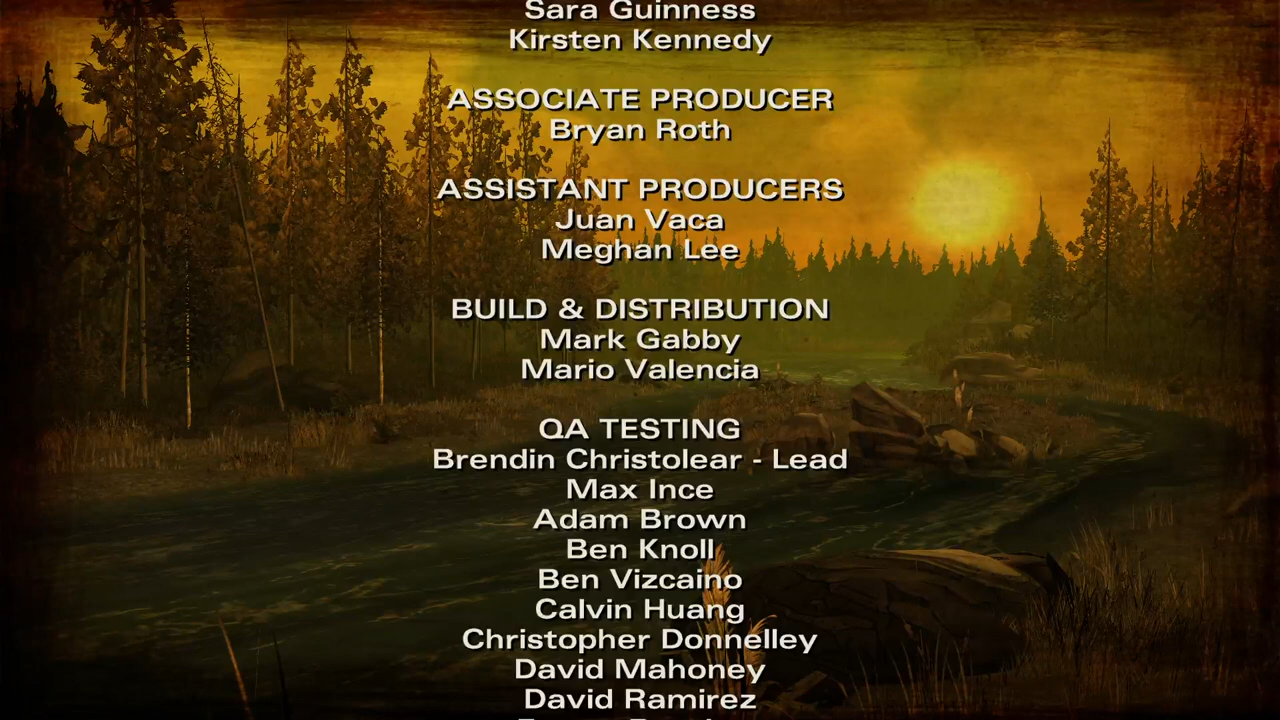 Sara Guinness
Kirsten Kennedy
ASSOCIATE PRODUCER
Bryan Roth
ASSISTANT PRODUCERS
Juan Vaca
Meghan Lee
BUILD & DISTRIBUTION
Mark Gabby
Mario Valencia
QA TESTING
Brendin Christolear - Lead
Max Ince
Adam Brown
Ben Knoll
Ben Vizcaino
Calvin Huang
Christopher Donnelley
David Mahoney
David Ramirez